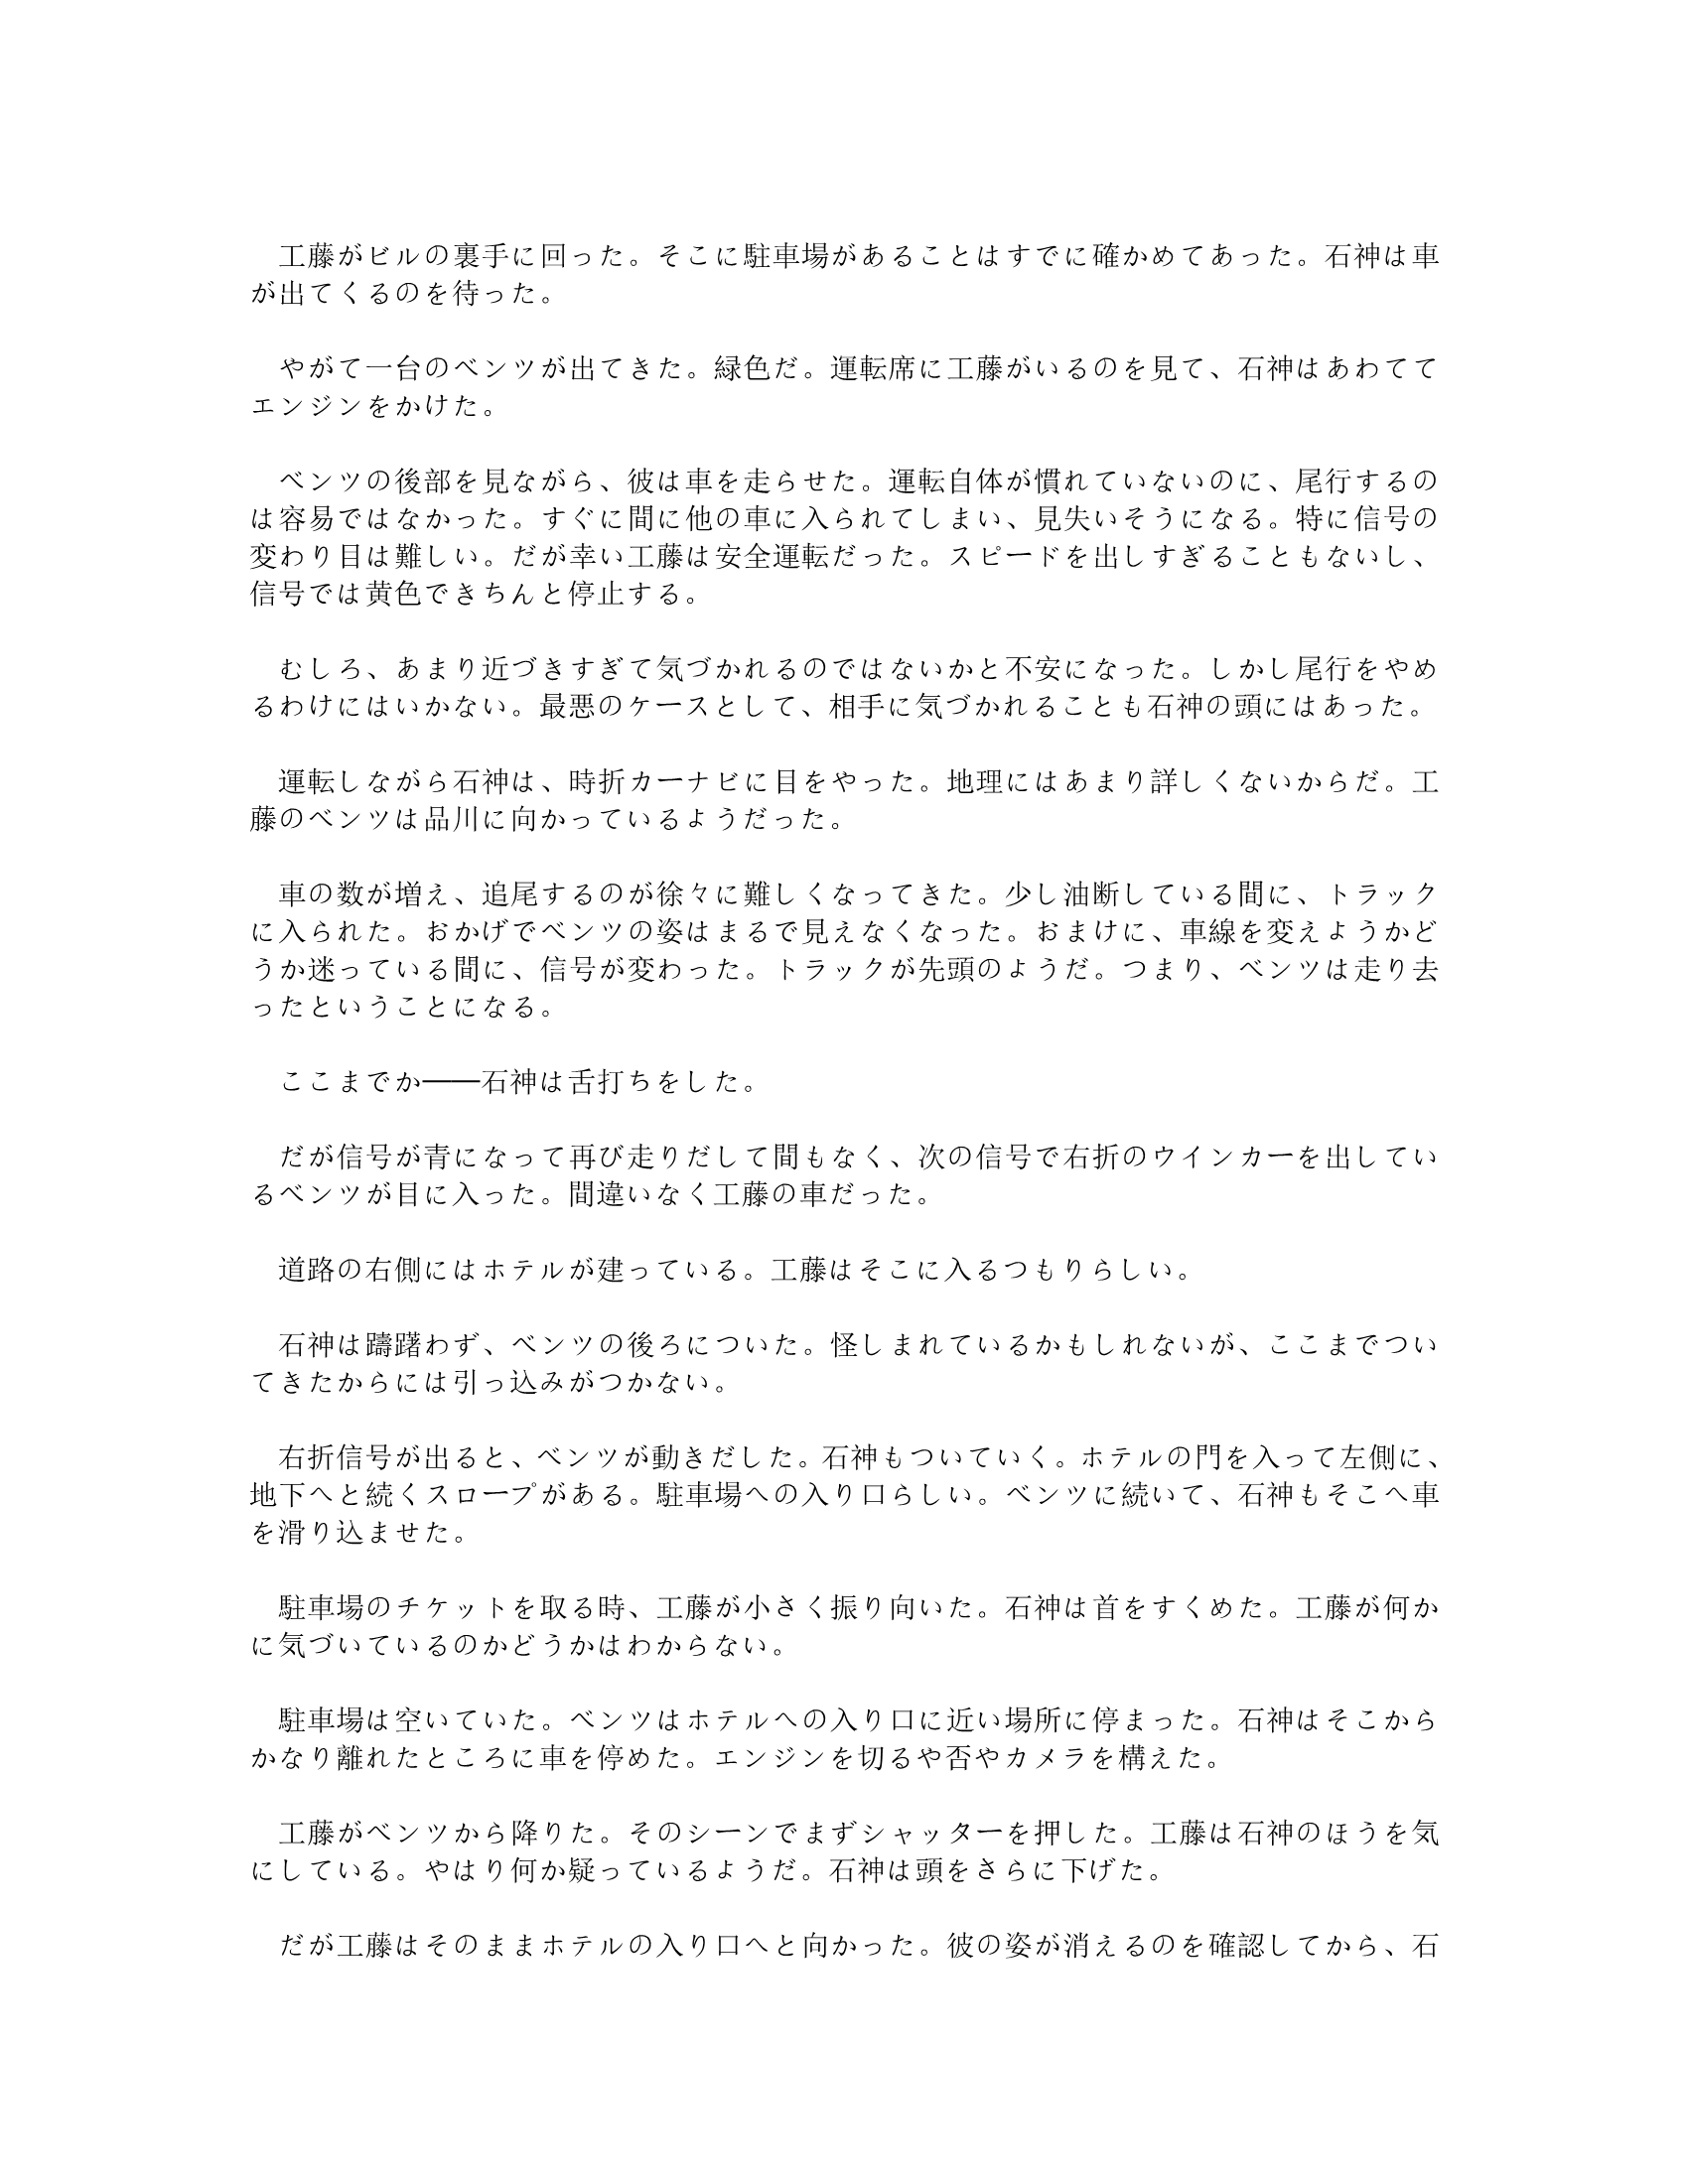 工藤がビルの裏手に回った。そこに駐車場があることはすでに確かめてあった。石神は車
が出てくるのを待った。
　やがて一台のベンツが出てきた。緑色だ。運転席に工藤がいるのを見て、石神はあわてて
エンジンをかけた。
　ベンツの後部を見ながら、彼は車を走らせた。運転自体が慣れていないのに、尾行するの
は容易ではなかった。すぐに間に他の車に入られてしまい、見失いそうになる。特に信号の
変わり目は難しい。だが幸い工藤は安全運転だった。スピードを出しすぎることもないし、
信号では黄色できちんと停止する。
　むしろ、あまり近づきすぎて気づかれるのではないかと不安になった。しかし尾行をやめ
るわけにはいかない。最悪のケースとして、相手に気づかれることも石神の頭にはあった。
　運転しながら石神は、時折カーナビに目をやった。地理にはあまり詳しくないからだ。工
藤のベンツは品川に向かっているようだった。
　車の数が増え、追尾するのが徐々に難しくなってきた。少し油断している間に、トラック
に入られた。おかげでベンツの姿はまるで見えなくなった。おまけに、車線を変えようかど
うか迷っている間に、信号が変わった。トラックが先頭のようだ。つまり、ベンツは走り去
ったということになる。
　ここまでか――石神は舌打ちをした。
　だが信号が青になって再び走りだして間もなく、次の信号で右折のウインカーを出してい
るベンツが目に入った。間違いなく工藤の車だった。
　道路の右側にはホテルが建っている。工藤はそこに入るつもりらしい。
　石神は躊躇わず、ベンツの後ろについた。怪しまれているかもしれないが、ここまでつい
てきたからには引っ込みがつかない。
　右折信号が出ると、ベンツが動きだした。石神もついていく。ホテルの門を入って左側に、
地下へと続くスロープがある。駐車場への入り口らしい。ベンツに続いて、石神もそこへ車
を滑り込ませた。
　駐車場のチケットを取る時、工藤が小さく振り向いた。石神は首をすくめた。工藤が何か
に気づいているのかどうかはわからない。
　駐車場は空いていた。ベンツはホテルへの入り口に近い場所に停まった。石神はそこから
かなり離れたところに車を停めた。エンジンを切るや否やカメラを構えた。
　工藤がベンツから降りた。そのシーンでまずシャッターを押した。工藤は石神のほうを気
にしている。やはり何か疑っているようだ。石神は頭をさらに下げた。
　だが工藤はそのままホテルの入り口へと向かった。彼の姿が消えるのを確認してから、石